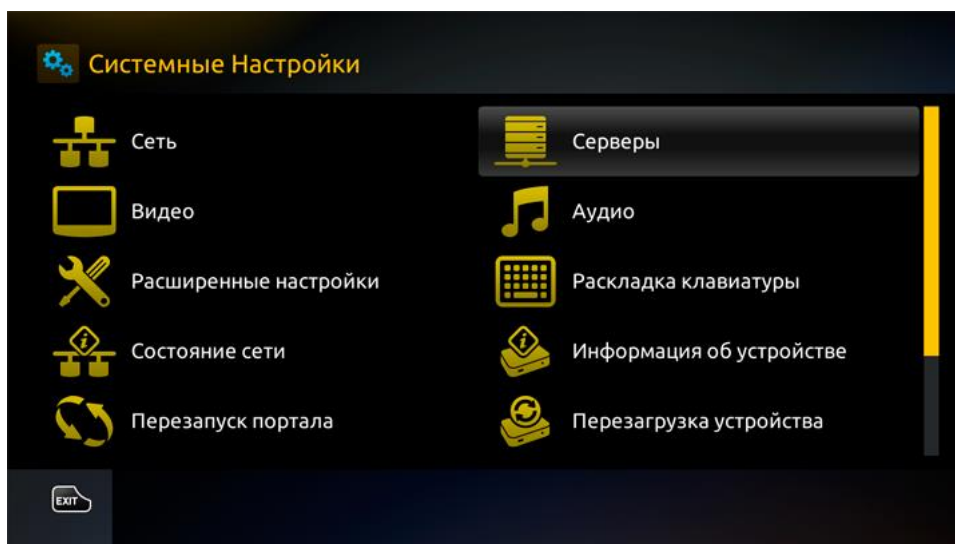 Системные Настройки
Сеть
Серверы
Видео
Аудио
Расширенные настройки
Раскладка клавиатуры
Состояние сети
Информация об устройстве
Перезапуск портала
Перезагрузка устройства
EXIT